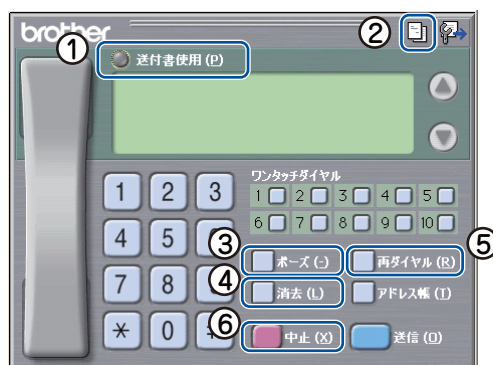 brother
① 送付書使用 (P)
②
ワンタッチダイヤル
1 2 3 4 5
6 7 8 9 10
1 2 3
4 5
③ ポーズ (-)
⑤ 再ダイヤル (R)
7 8
④ 消去 (L)
アドレス帳 (T)
* 0
⑥ 中止 (X)
送信 (O)